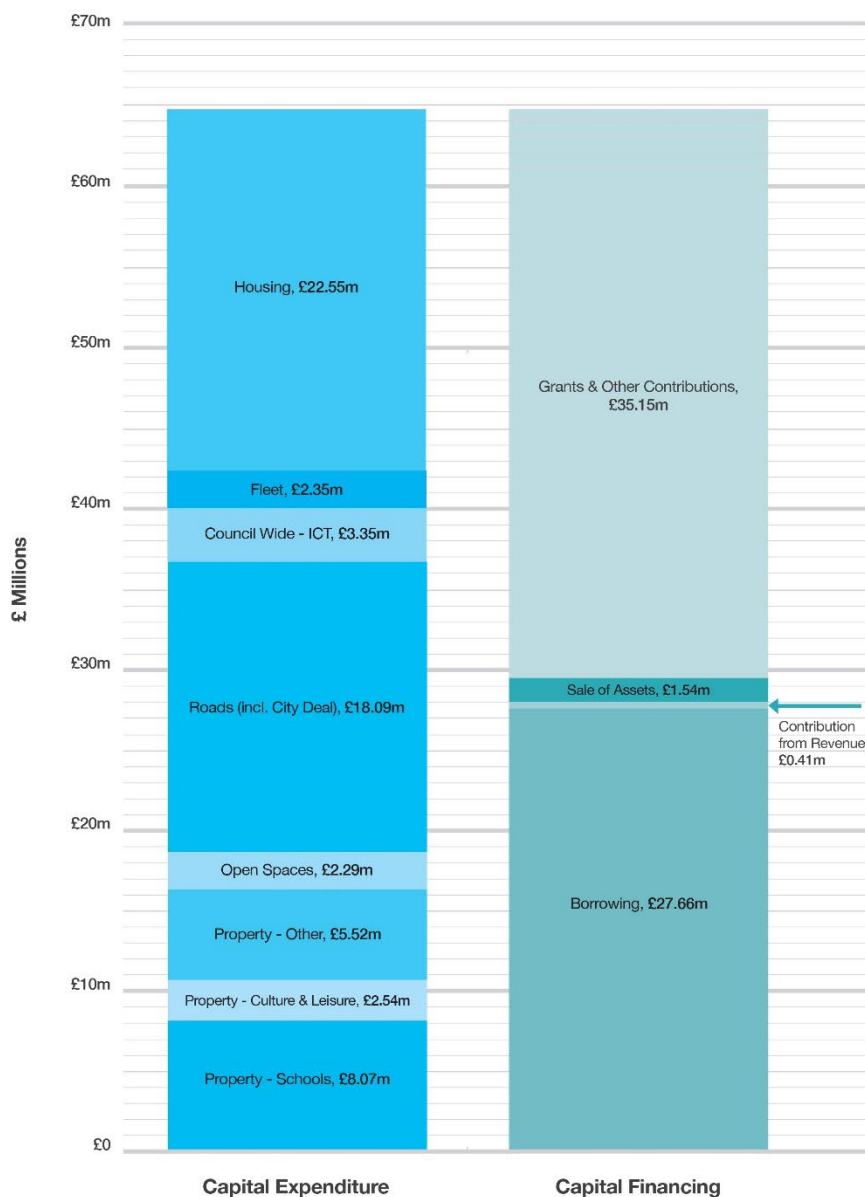 £70m
£60m
£50m
£40m
£30m
£20m
£10m
£0
£ Millions
Housing, £22.55m
Fleet, £2.35m
Council Wide - ICT, £3.35m
Roads (incl. City Deal), £18.09m
Open Spaces, £2.29m
Property - Other, £5.52m
Property - Culture & Leisure, £2.54m
Property - Schools, £8.07m
Capital Expenditure
Grants & Other Contributions,
£35.15m
Sale of Assets, £1.54m
Contribution
from Revenue
£0.41m
Borrowing, £27.66m
Capital Financing